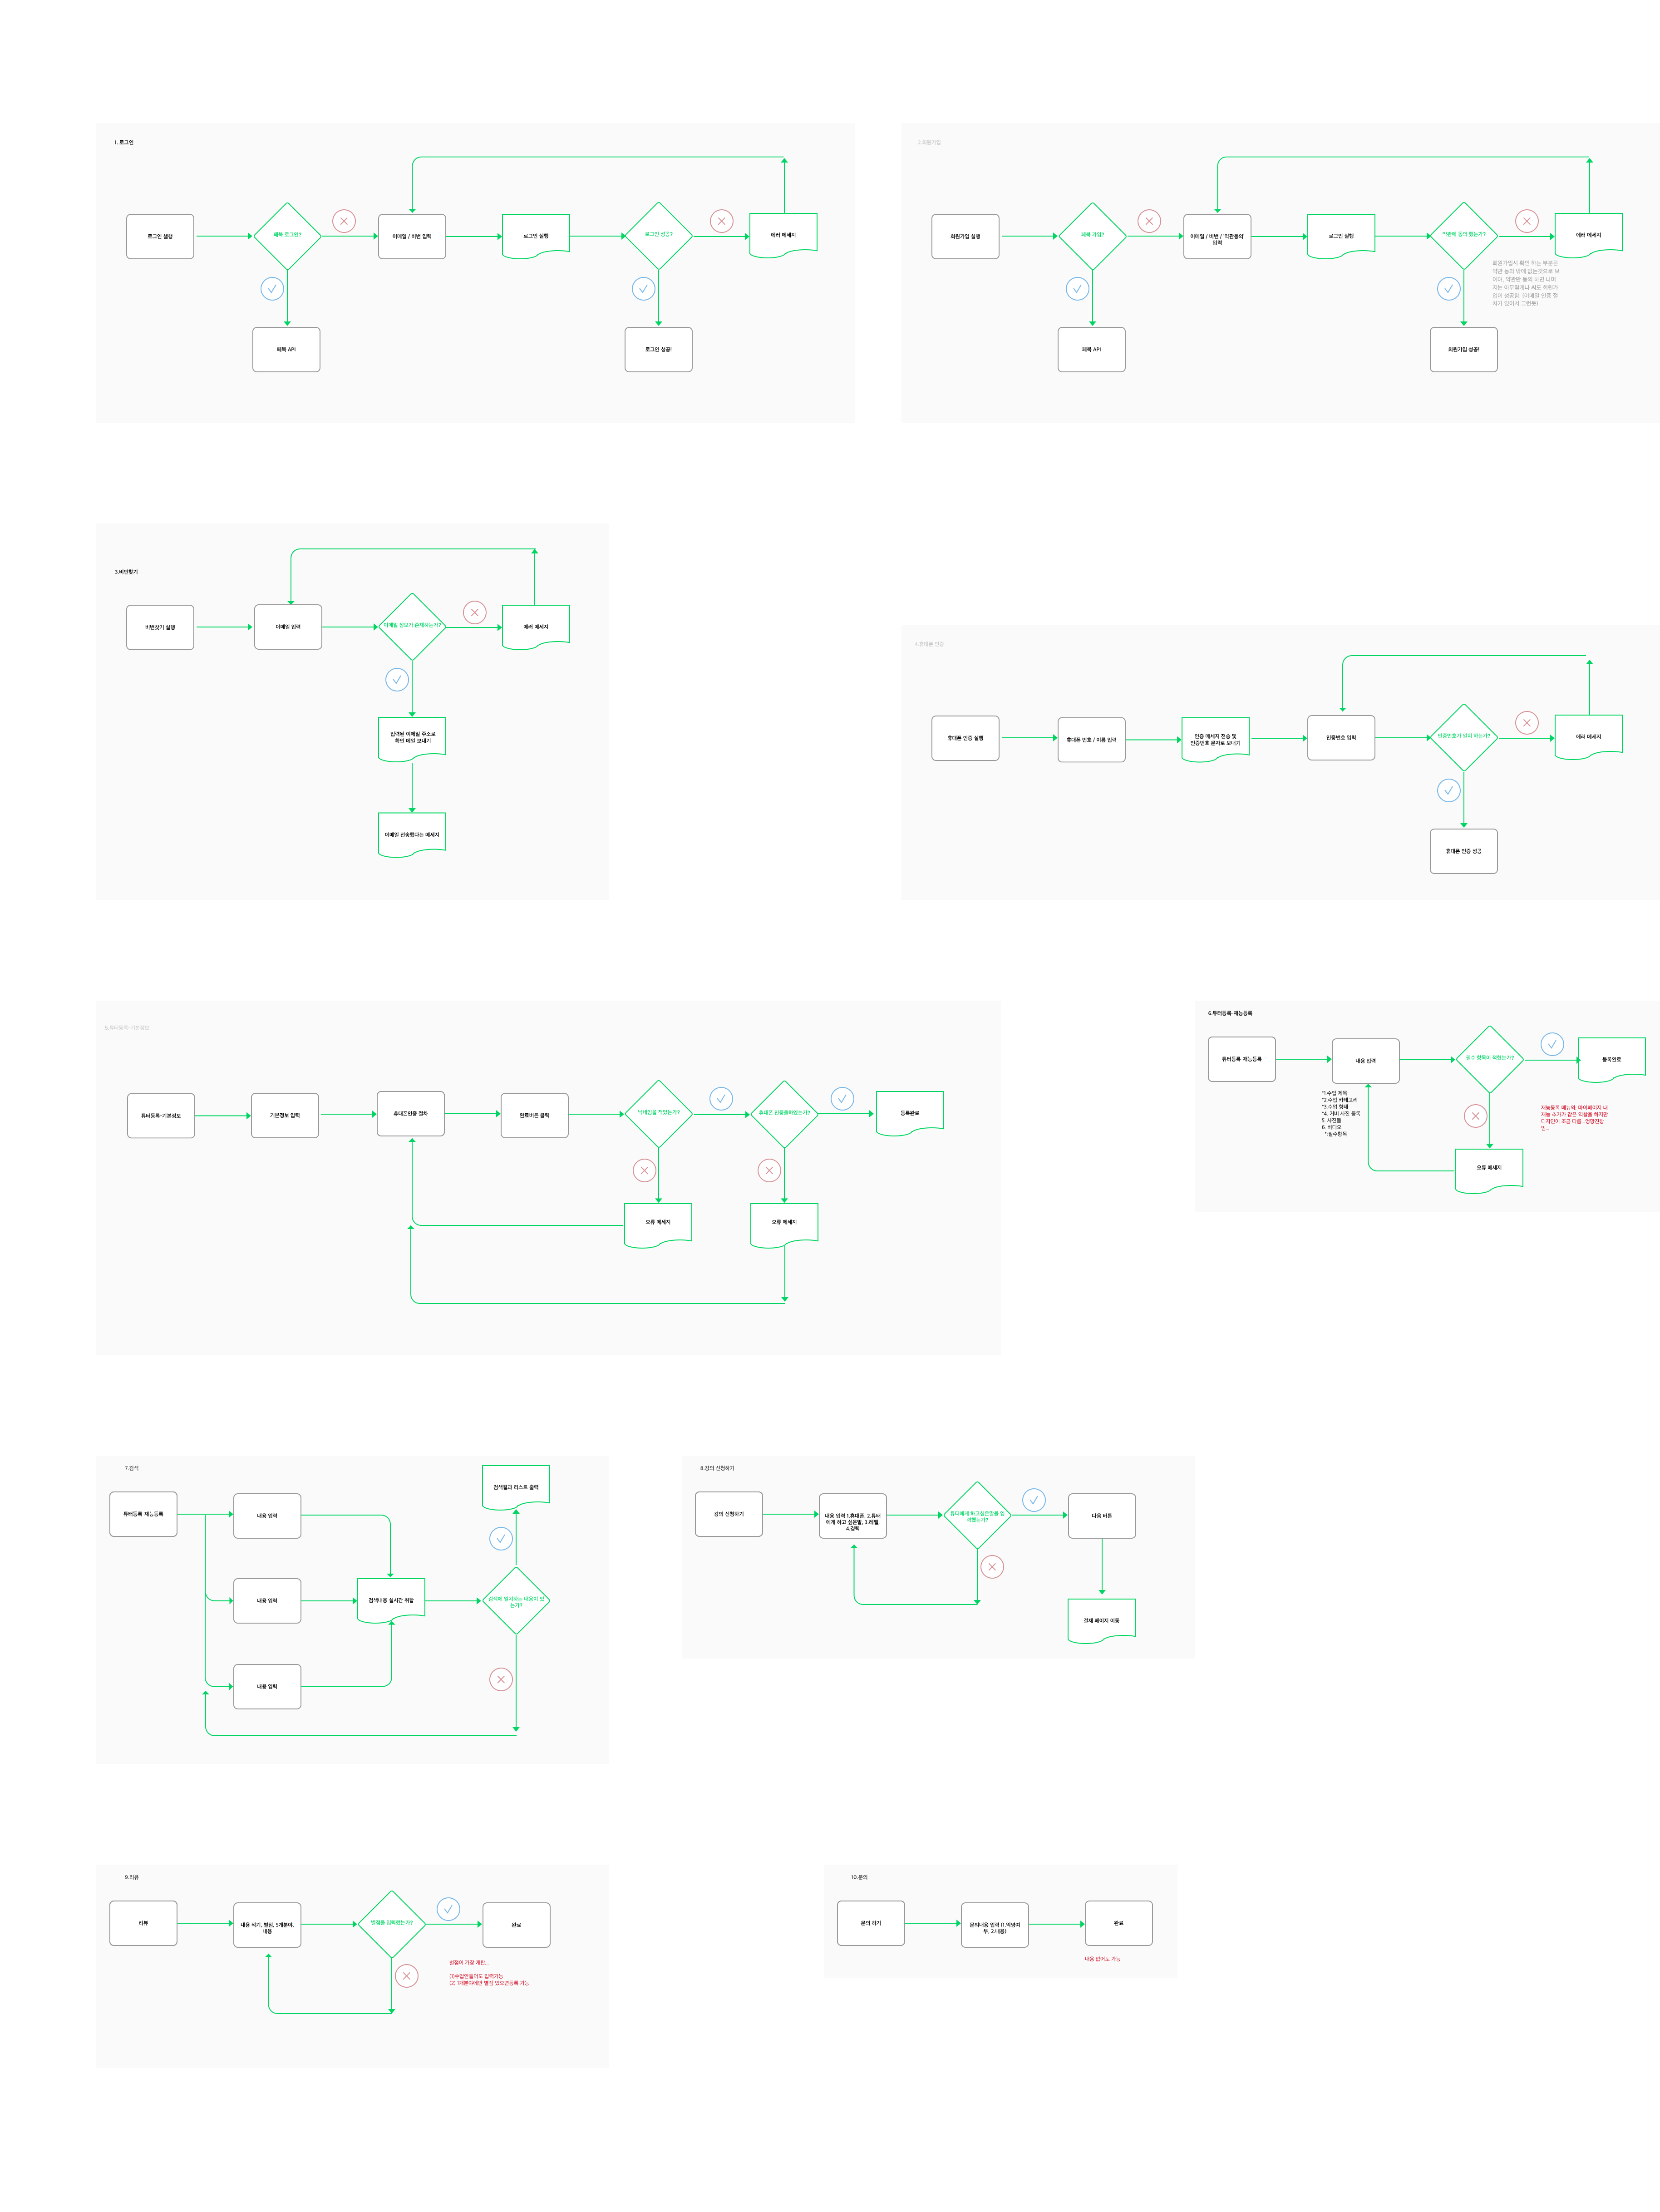 1. 로그인
로그인 샐행
페북 로그인?
이메일 / 비번 입력
로그인 실행
로그인 성공?
에러 메세지
페북 API
로그인 성공!
2.회원가입
회원가입 실행
페북 가입?
이메일 / 비번 / '약관동의'
입력
로그인 실행
약관에 동의 했는가?
에러 메세지
회원가입시 확인 하는 부분은
약관 동의 밖에 없는것으로 보
이며, 약관만 동의 하면 나머
지는 아무렇게나 써도 회원가
입이 성공함. (이메일 인증 절
차가 있어서 그런듯)
페북 API
회원가입 성공!
3.비번찾기
비번찾기 실행
이메일 입력
이메일 정보가 존재하는가?
에러 메세지
입력된 이메일 주소로
확인 메일 보내기
이메일 전송했다는 메세지
4.휴대폰 인증
휴대폰 인증 실행
휴대폰 번호 / 이름 입력
인증 메세지 전송 및
인증번호 문자로 보내기
인증번호 입력
인증번호가 일치 하는가?
에러 메세지
휴대폰 인증 성공
5.튜터등록-기본정보
튜터등록-기본정보
기본정보 입력
휴대폰인증 절차
완료버튼 클릭
닉네임을 적었는가?
휴대폰 인증을하였는가?
등록완료
오류 메세지
오류 메세지
6.튜터등록-재능등록
튜터등록-재능등록
내용 입력
필수 항목이 적혔는가?
등록완료
*1.수업 제목
*2.수업 카테고리
*3.수업 형태
*4. 커버 사진 등록
5. 사진들
6. 비디오
*:필수항목
재능등록 메뉴와, 마이페이지 내
재능 추가가 같은 역할을 하지만
디자인이 조금 다름..엉망진창
임..
오류 메세지
7.검색
튜터등록-재능등록
내용 입력
내용 입력
내용 입력
검색내용 실시간 취합
검색결과 리스트 출력
검색에 일치하는 내용이 있
는가?
8.강의 신청하기
강의 신청하기
내용 입력 1.휴대폰, 2.튜터
에게 하고 싶은말, 3.레벨,
4.경력
튜터에게 하고싶은말을 입
력했는가?
다음 버튼
결제 페이지 이동
9.리뷰
리뷰
내용 적기, 별점, 5개분야,
내용
별점을 입력했는가?
완료
별점이 가장 개판...
(1)수업안들어도 입력가능
(2) 1개분야에만 별점 있으면등록 가능
10.문의
문의 하기
문의내용 입력 (1.익명여
부, 2.내용)
완료
내용 없어도 가능